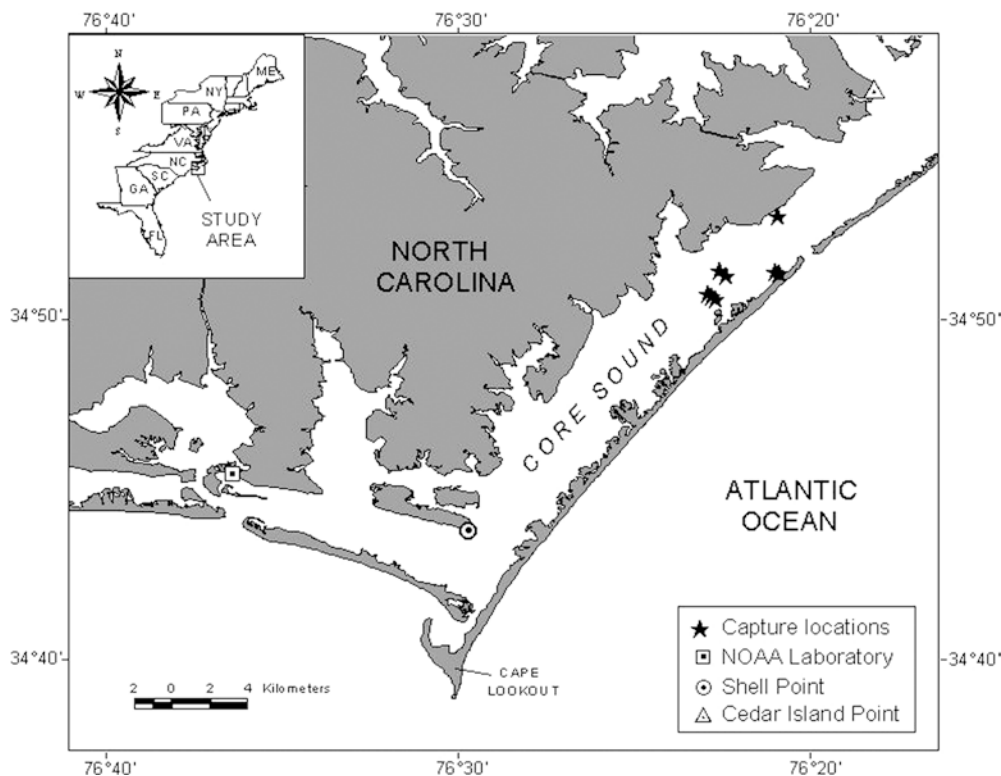 76°40'
76°30'
76°20'
N
W
E
S
ME
NY
PA
VA
NC
SC
GA
FL
STUDY
AREA
NORTH
CAROLINA
34°50'
34°50'
CORE SOUND
ATLANTIC
OCEAN
Capture locations
NOAA Laboratory
Shell Point
Cedar Island Point
34°40'
34°40'
CAPE
LOOKOUT
2 0 2 4 Kilometers
76°40'
76°30'
76°20'